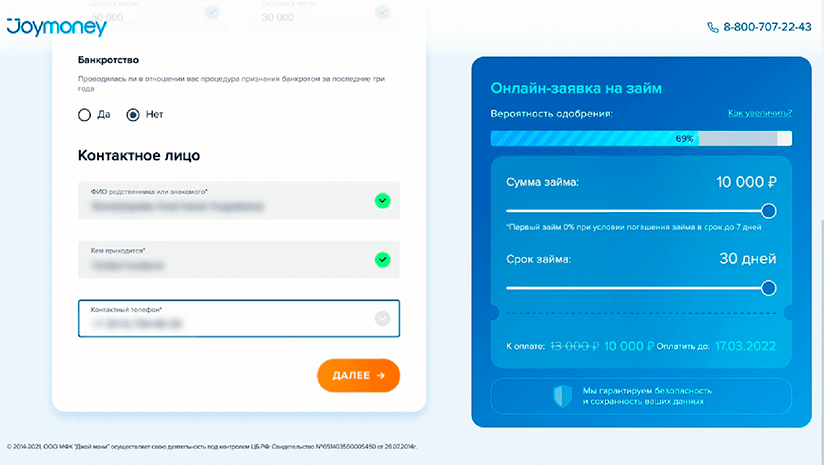 Joymoney
8-800-707-22-43
50 000
30 000
Банкротство
Проводилась ли в отношении вас процедура признания банкротом за последние три
года
Да
Нет
Контактное лицо
ФИО родственника или знакомого*
Кем приходится*
Контактный телефон*
ДАЛЕЕ →
Онлайн-заявка на займ
Вероятность одобрения:
Как увеличить?
69%
Сумма займа:
10 000 ₽
*Первый займ 0% при условии погашения займа в срок до 7 дней
Срок займа:
30 дней
К оплате: 13 000 ₽ 10 000 ₽ Оплатить до: 17.03.2022
Мы гарантируем безопасность
и сохранность ваших данных
© 2014-2021, ООО МФК "Джой мани" осуществляет свою деятельность под контролем ЦБ РФ. Свидетельство №651403550005450 от 28.07.2014г.